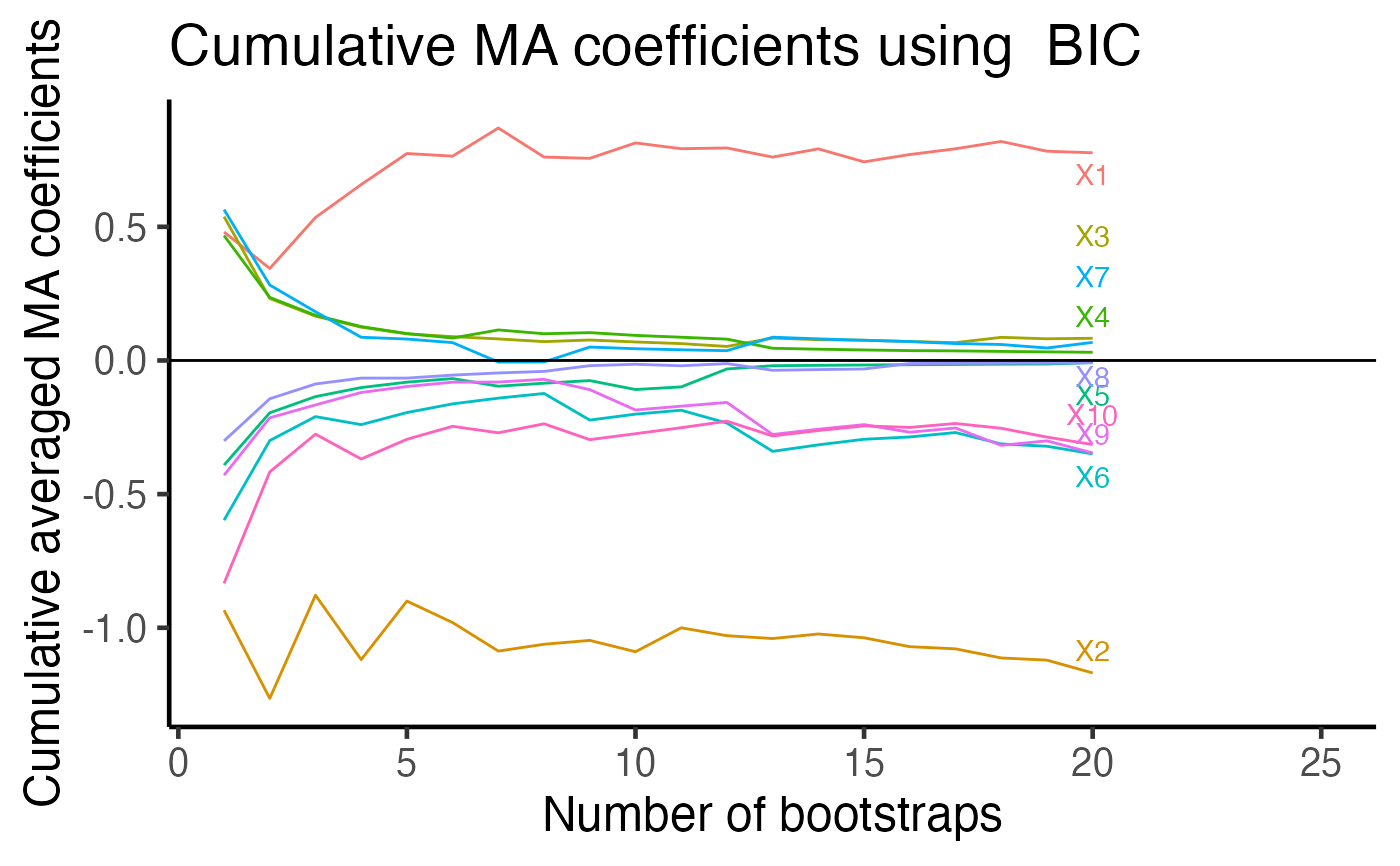 Cumulative MA coefficients using  BIC
Cumulative averaged MA coefficients
0.5
0.0
-0.5
-1.0
X1
X3
X7
X4
X8
X5
X10
X9
X6
X2
0 5 10 15 20 25
Number of bootstraps